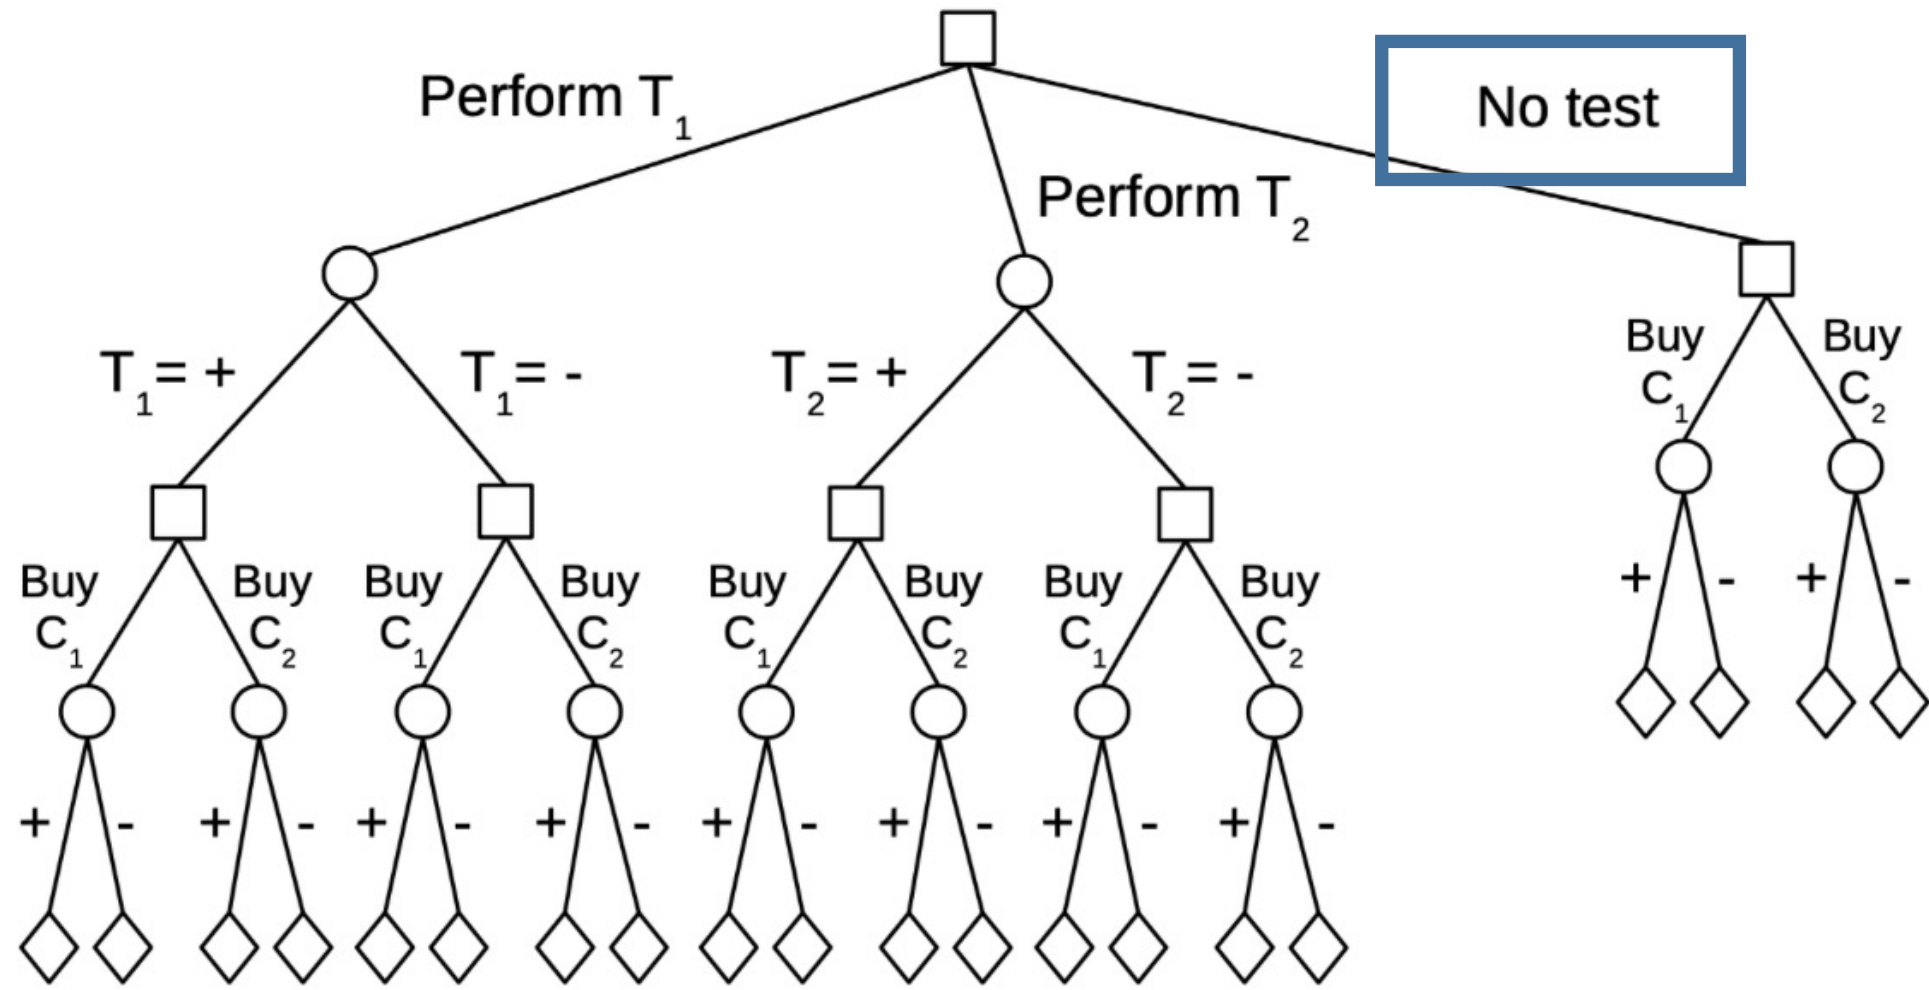 Perform T1
No test
Perform T2
T1= +
T1= -
T2= +
T2= -
Buy
C1
Buy
C2
+
-
+
-
Buy
C1
Buy
C2
Buy
C1
Buy
C2
Buy
C1
Buy
C2
Buy
C1
Buy
C2
+
-
+
-
+
-
+
-
+
-
+
-
+
-
+
-